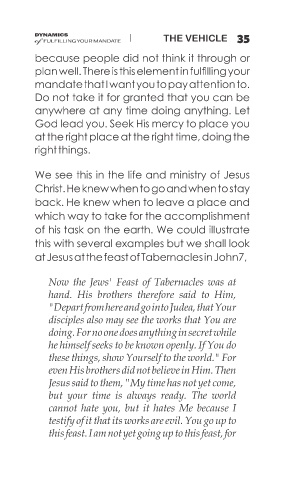 DYNAMICS
of FULFILLING YOUR MANDATE | THE VEHICLE 35
because people did not think it through or
plan well. There is this element in fulfilling your
mandate that I want you to pay attention to.
Do not take it for granted that you can be
anywhere at any time doing anything. Let
God lead you. Seek His mercy to place you
at the right place at the right time, doing the
right things.
We see this in the life and ministry of Jesus
Christ. He knew when to go and when to stay
back. He knew when to leave a place and
which way to take for the accomplishment
of his task on the earth. We could illustrate
this with several examples but we shall look
at Jesus at the feast of Tabernacles in John7,
Now the Jews' Feast of Tabernacles was at
hand. His brothers therefore said to Him,
"Depart from here and go into Judea, that Your
disciples also may see the works that You are
doing. For no one does anything in secret while
he himself seeks to be known openly. If You do
these things, show Yourself to the world." For
even His brothers did not believe in Him. Then
Jesus said to them, "My time has not yet come,
but your time is always ready. The world
cannot hate you, but it hates Me because I
testify of it that its works are evil. You go up to
this feast. I am not yet going up to this feast, for